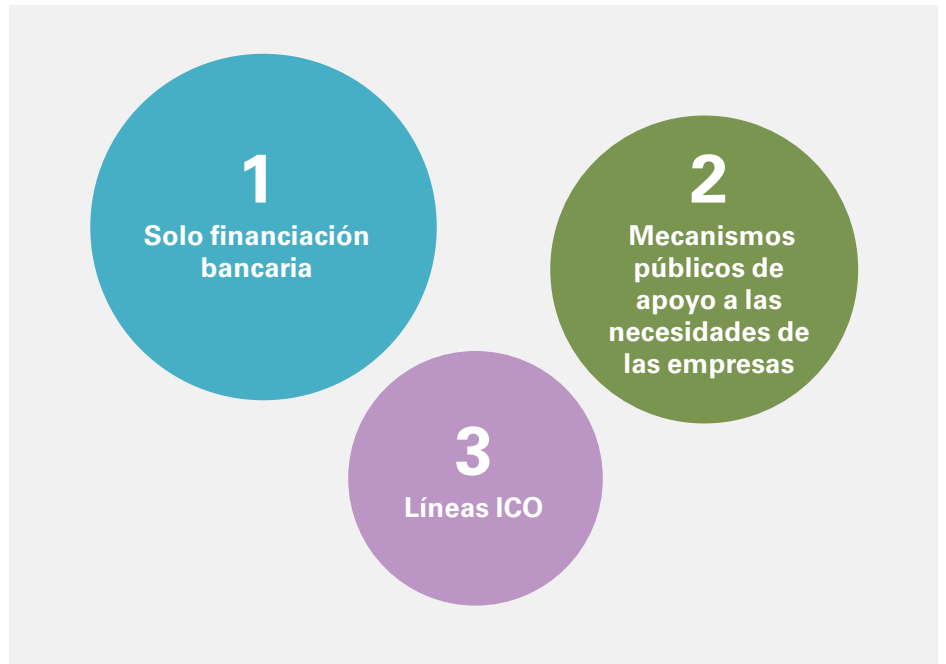 1
Solo financiación
bancaria
2
Mecanismos
públicos de
apoyo a las
necesidades de
las empresas
3
Líneas ICO